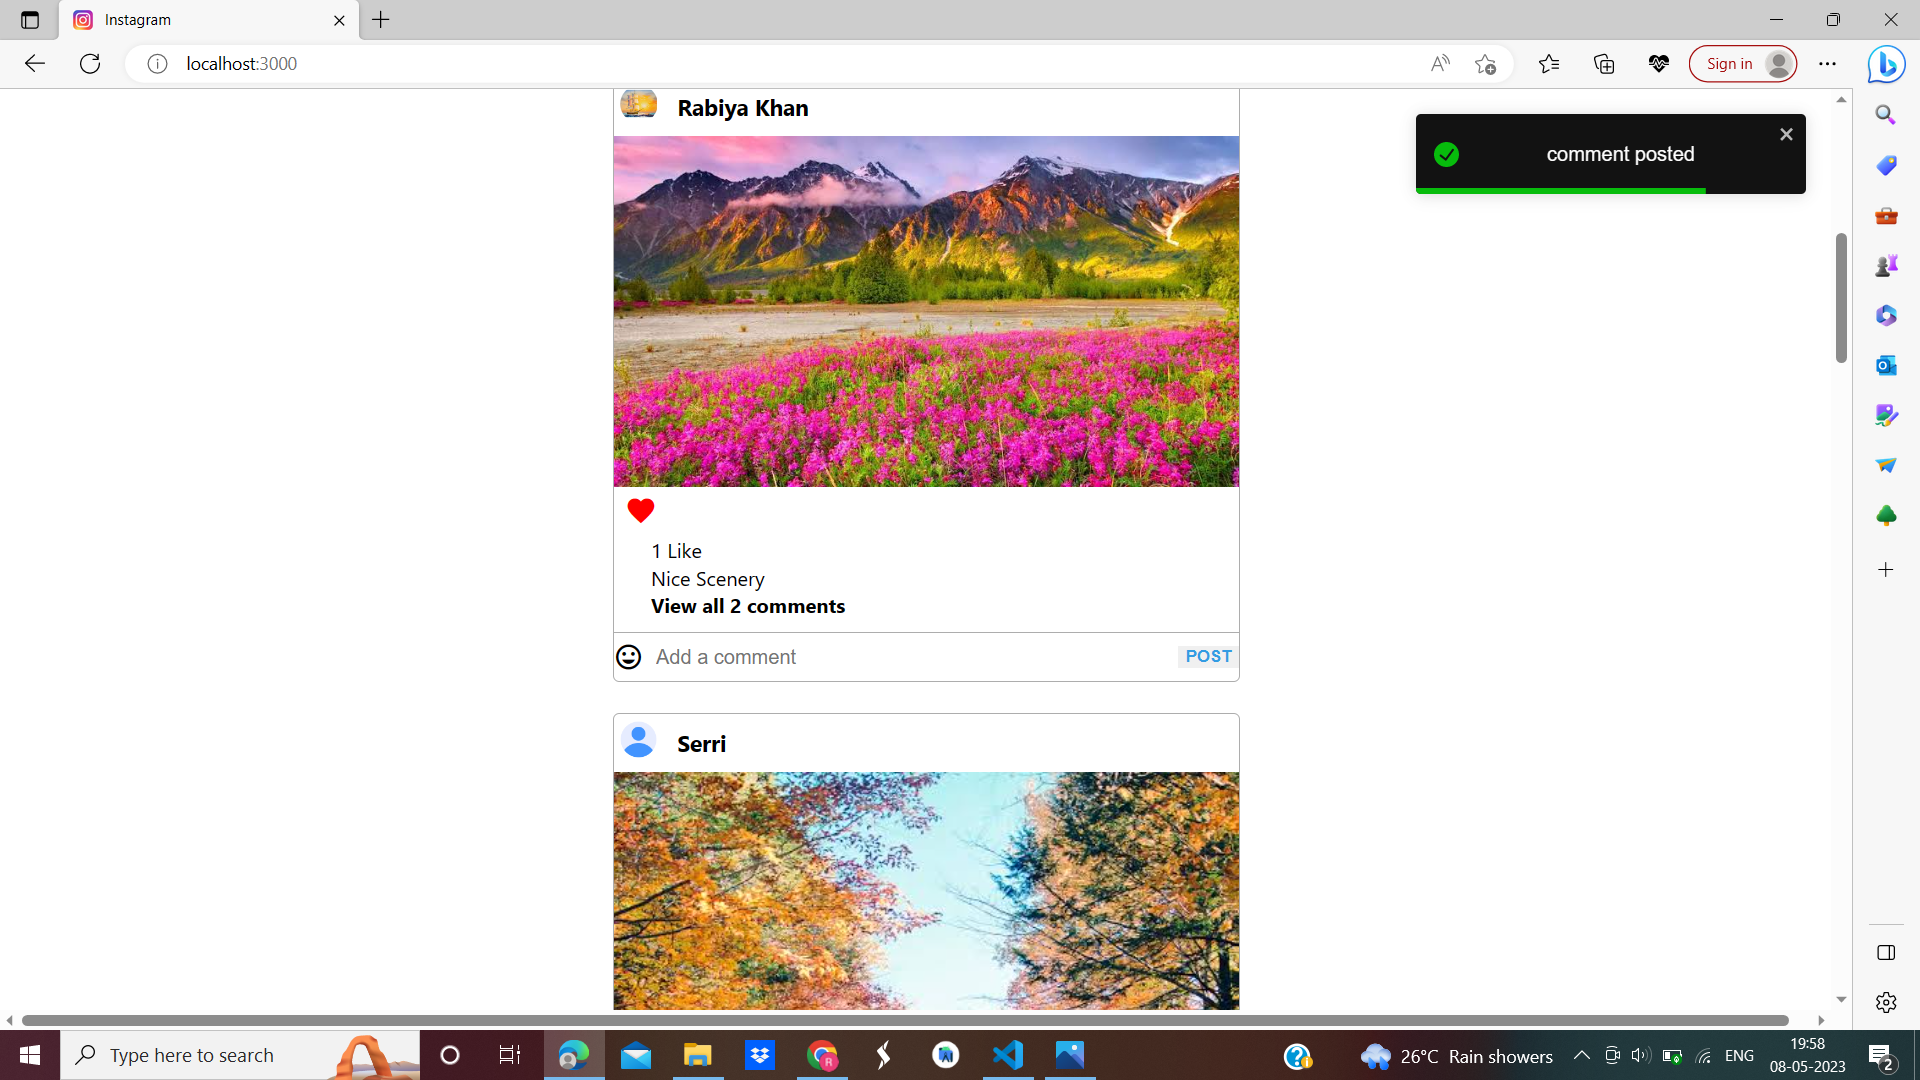 Instagram
localhost:3000
Sign in
Rabiya Khan
comment posted
1 Like
Nice Scenery
View all 2 comments
Add a comment
POST
Serri
Type here to search
26°C Rain showers
ENG
19:58
08-05-2023
2